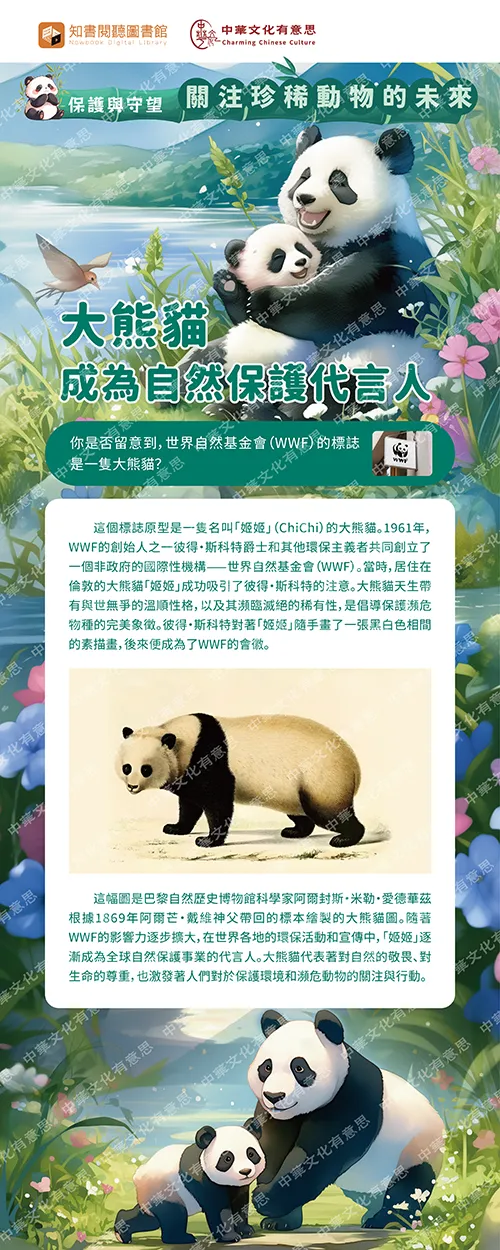 知書閱聽圖書館
Nowbook Digital Library
中華文化有意思
Charming Chinese Culture
保護與守望
關注珍稀動物的未來
大熊貓
成為自然保護代言人
你是否留意到，世界自然基金會（WWF）的標誌
是一隻大熊貓？
WWF
這個標誌原型是一隻名叫「姬姬」（ChiChi）的大熊貓。1961年，
WWF的創始人之一彼得·斯科特爵士和其他環保主義者共同創立了
一個非政府的國際性機構——世界自然基金會（WWF）。當時，居住在
倫敦的大熊貓「姬姬」成功吸引了彼得·斯科特的注意。大熊貓天生帶
有與世無爭的溫順性格，以及其瀕臨滅絕的稀有性，是倡導保護瀕危
物種的完美象徵。彼得·斯科特對著「姬姬」隨手畫了一張黑白色相間
的素描畫，後來便成為了WWF的會徽。
這幅圖是巴黎自然歷史博物館科學家阿爾封斯·米勒·愛德華茲
根據1869年阿爾芒·戴維神父帶回的標本繪製的大熊貓圖。隨著
WWF的影響力逐步擴大，在世界各地的環保活動和宣傳中，「姬姬」逐
漸成為全球自然保護事業的代言人。大熊貓代表著對自然的敬畏、對
生命的尊重，也激發著人們對於保護環境和瀕危動物的關注與行動。
中華文化有意思